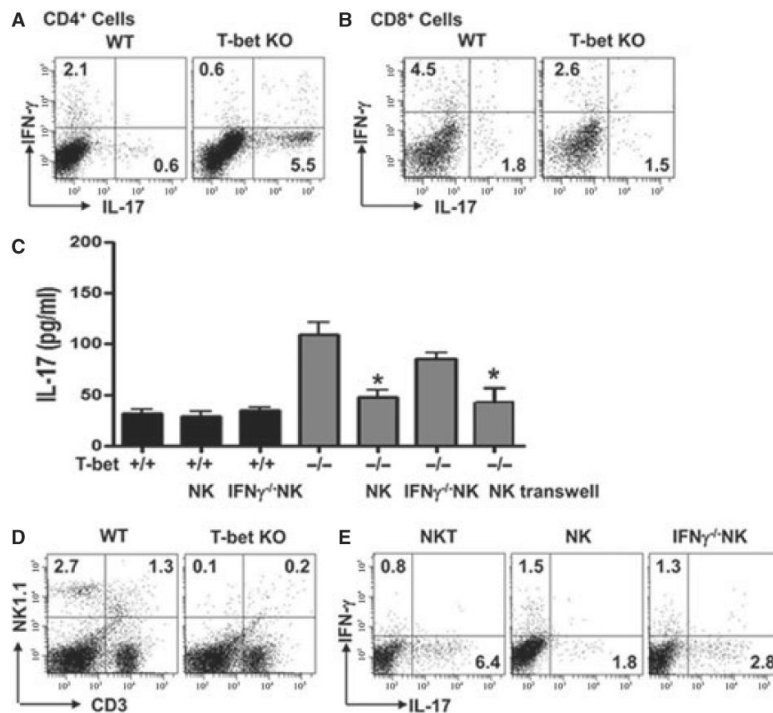 A CD4⁺ Cells
WT
T-bet KO
2.1
0.6
0.6
5.5
IFN-γ
IL-17
B CD8⁺ Cells
WT
T-bet KO
4.5
1.8
2.6
1.5
IFN-γ
IL-17
C
IL-17 (pg/ml)
200
150
100
50
0
* *
T-bet +/+ +/+ +/+ –/– –/– –/– –/–
NK IFNγ⁻/⁻NK NK IFNγ⁻/⁻NK NK transwell
D
WT
T-bet KO
2.7 1.3
0.1 0.2
NK1.1
CD3
E
NKT
NK
IFNγ⁻/⁻NK
0.8
6.4
1.5
1.8
1.3
2.8
IFN-γ
IL-17